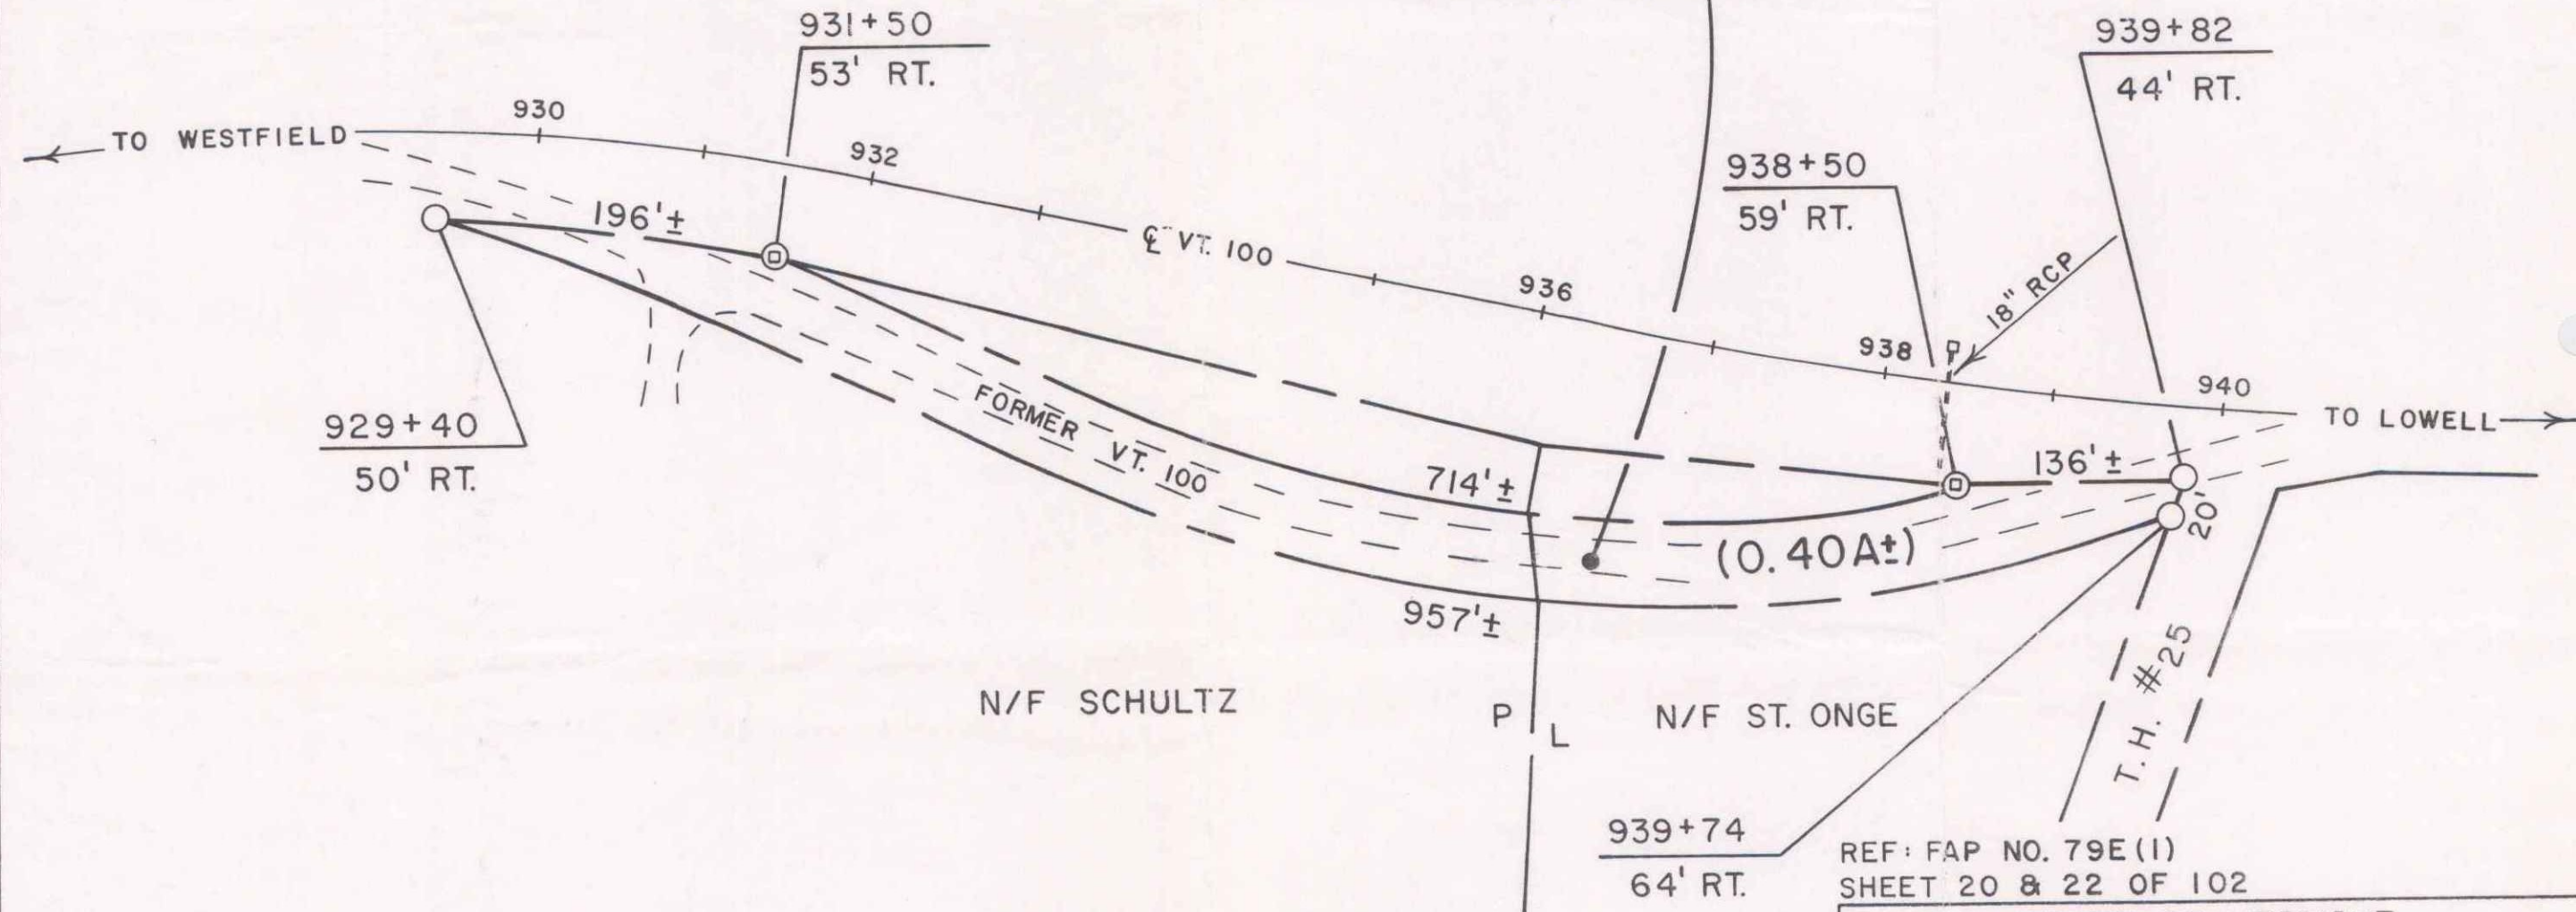 931+50
53' RT.
939+82
44' RT.
930
TO WESTFIELD
932
938+50
59' RT.
196'±
℄ VT. 100
18" RCP
936
938
940
TO LOWELL
929+40
50' RT.
FORMER VT. 100
714'±
136'±
20'
(0.40A±)
957'±
T.H. #25
N/F SCHULTZ
P L
N/F ST. ONGE
939+74
64' RT.
REF: FAP NO. 79E(1)
SHEET 20 & 22 OF 102